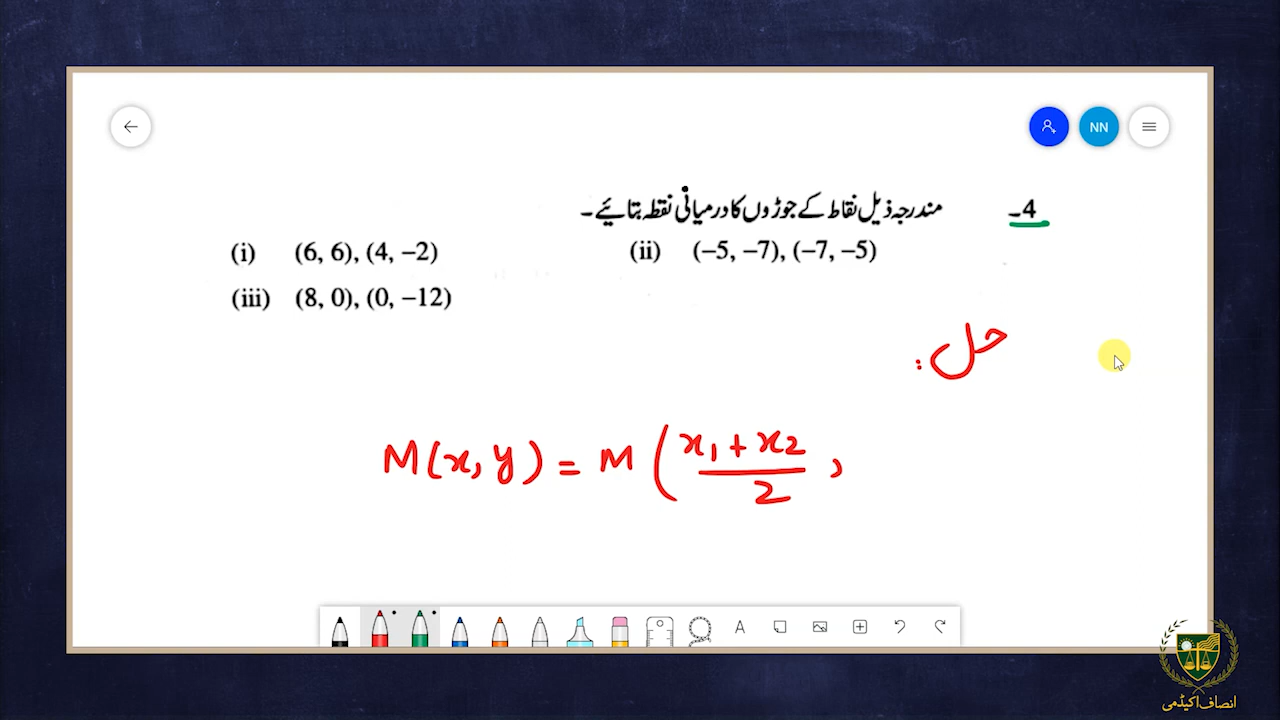 NN
4۔ مندرجہ ذیل نقاط کے جوڑوں کا درمیانی نقطہ بتائیے۔
(i) (6, 6), (4, −2) (ii) (−5, −7), (−7, −5)
(iii) (8, 0), (0, −12)
حل :
M(x, y) = M ( x₁ + x₂ / 2 ,
A
انصاف اکیڈمی